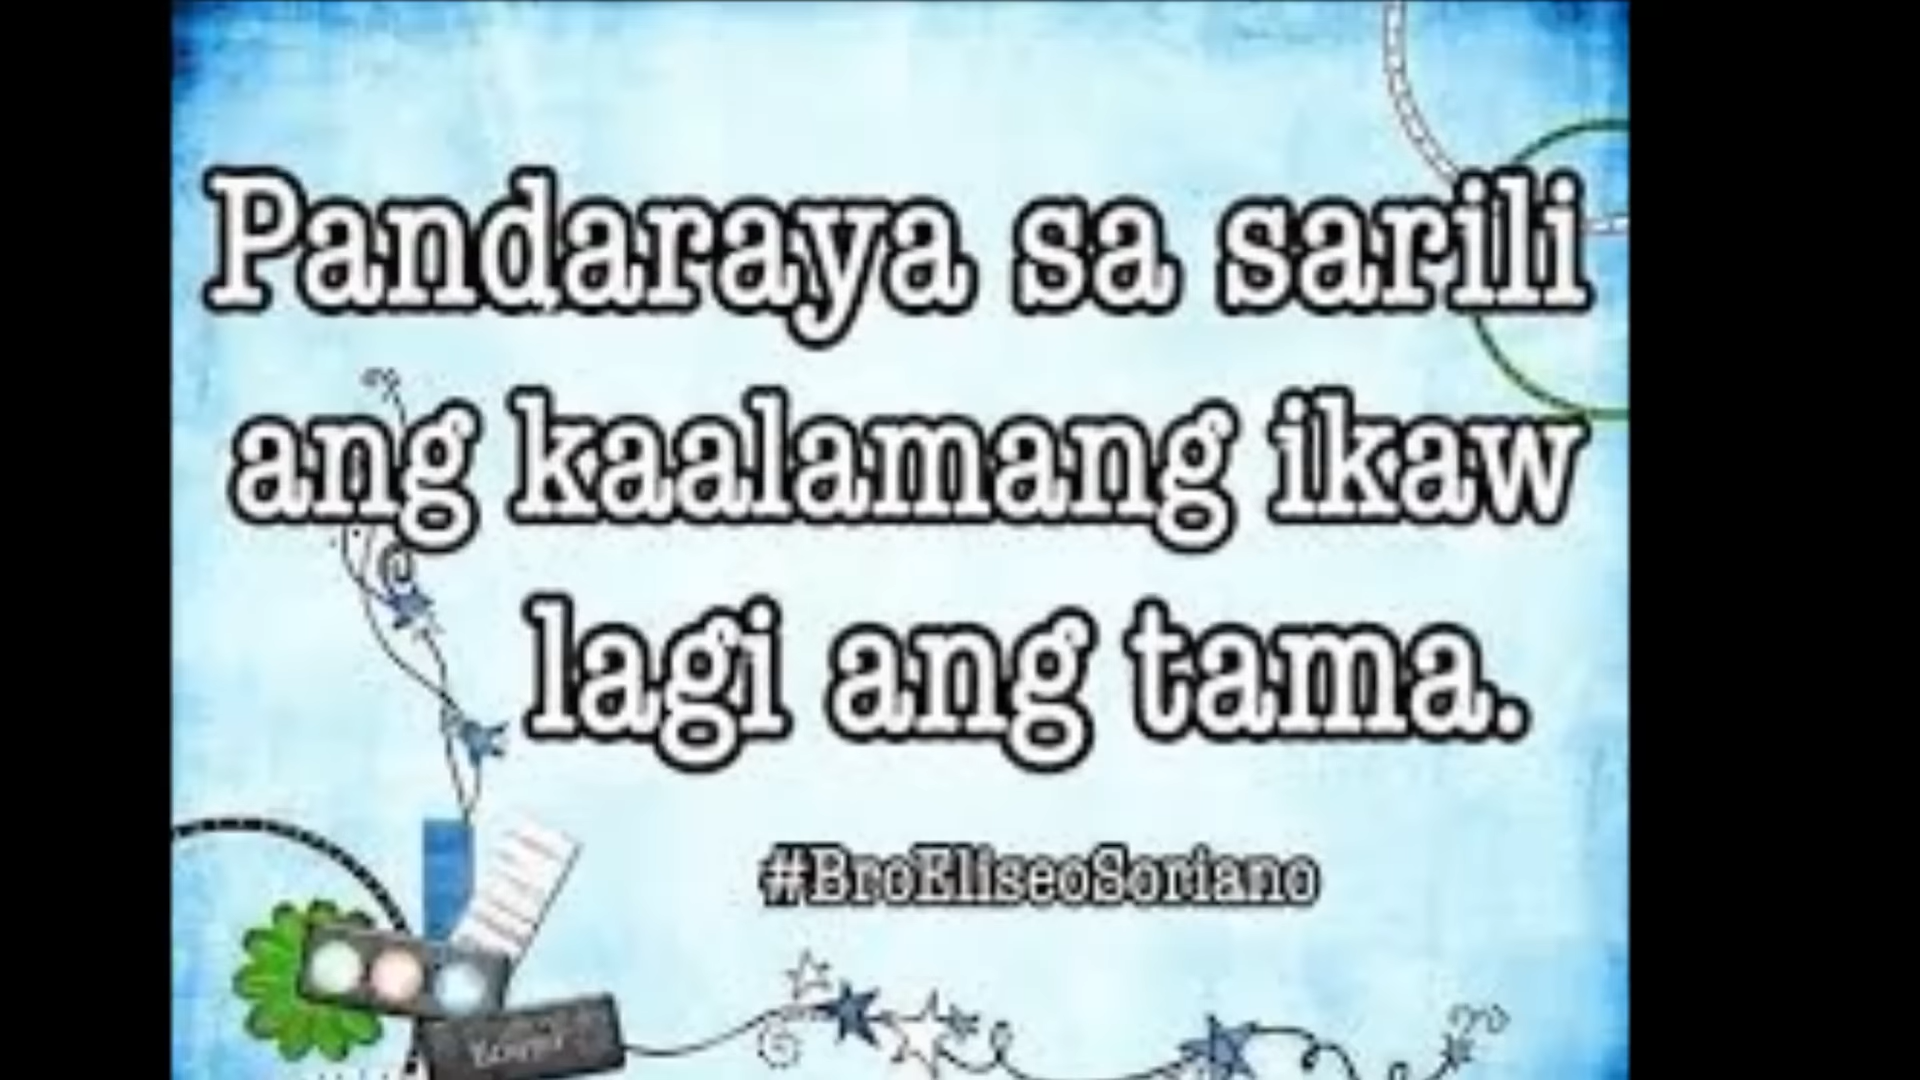 Pandaraya sa sarili
ang kaalamang ikaw
lagi ang tama.
#BroEliseoSoriano